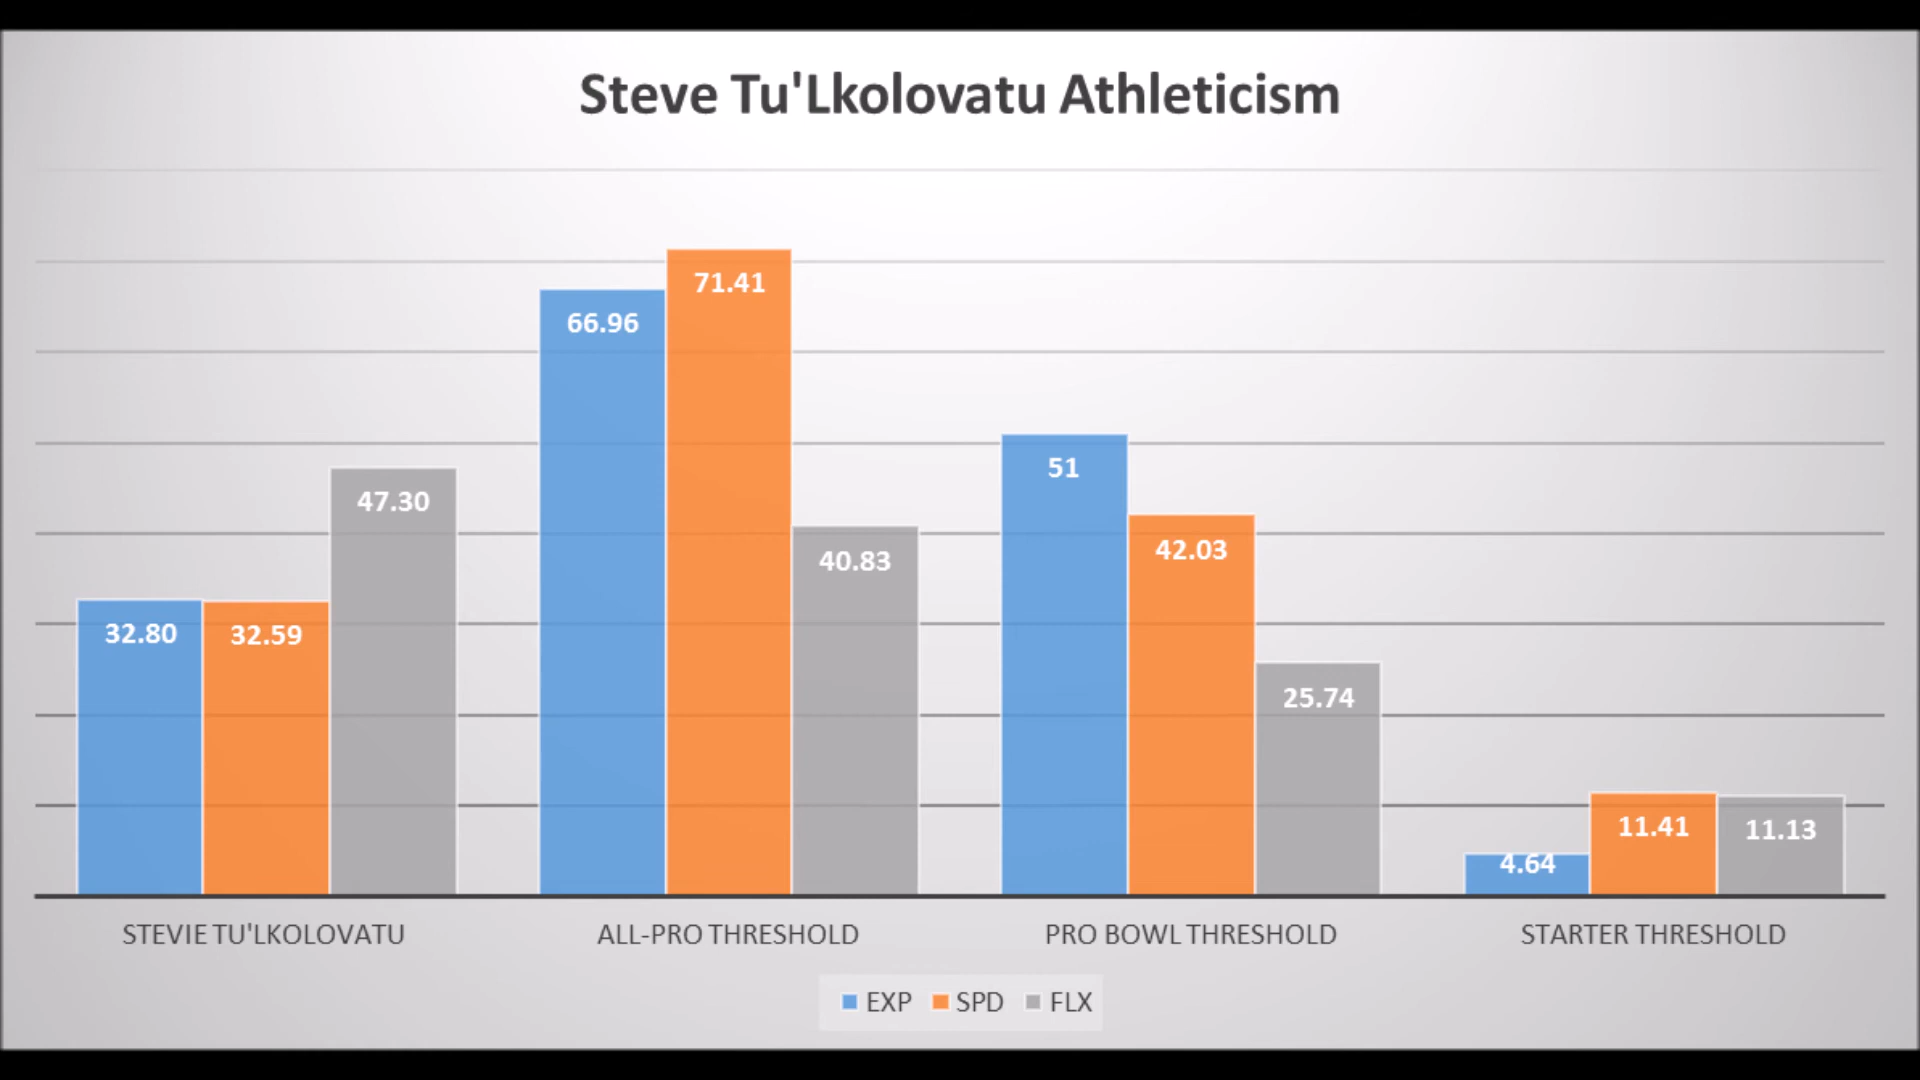 Steve Tu'Lkolovatu Athleticism
71.41
66.96
51
47.30
42.03
40.83
32.80
32.59
25.74
11.41
11.13
4.64
STEVIE TU'LKOLOVATU
ALL-PRO THRESHOLD
PRO BOWL THRESHOLD
STARTER THRESHOLD
EXP SPD FLX